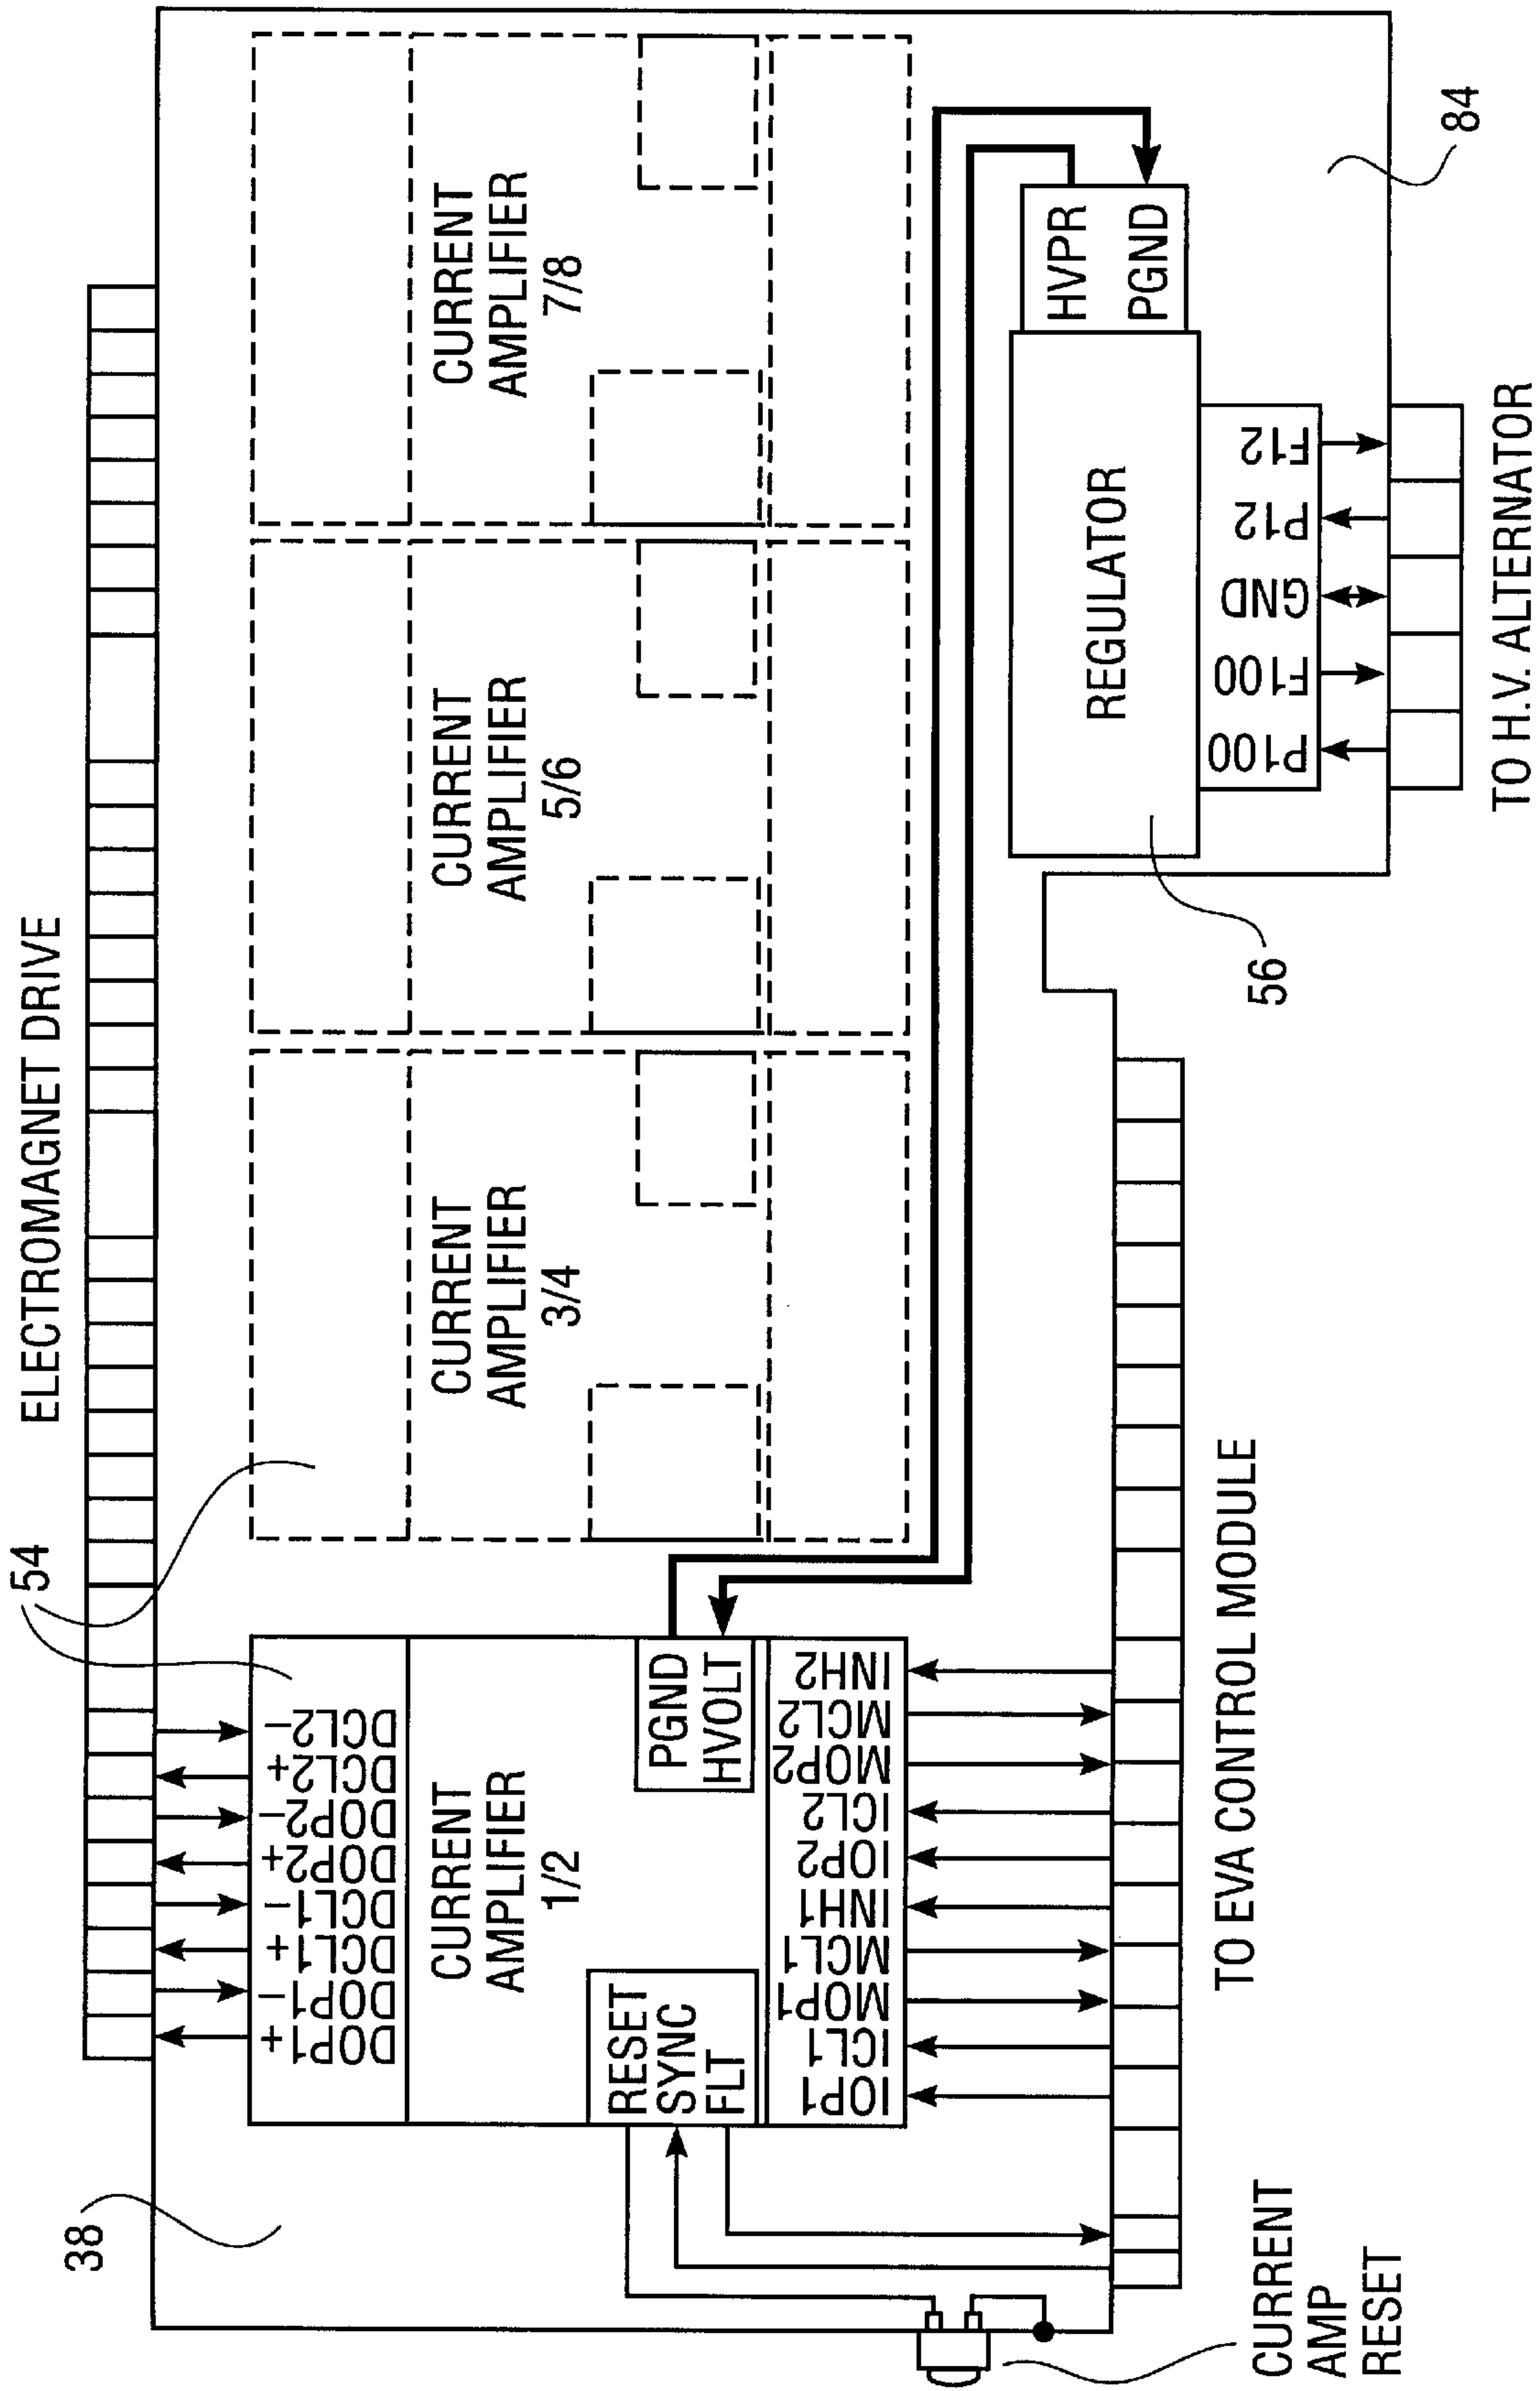 ELECTROMAGNET DRIVE
54
38
DOP1+
DOP1-
DCL1+
DCL1-
DOP2+
DOP2-
DCL2+
DCL2-
CURRENT
AMPLIFIER
1/2
RESET
SYNC
FLT
PGND
HVOLT
IOP1
ICL1
MOP1
MCL1
INH1
IOP2
ICL2
MOP2
MCL2
INH2
CURRENT
AMPLIFIER
3/4
CURRENT
AMPLIFIER
5/6
CURRENT
AMPLIFIER
7/8
HVPR
PGND
REGULATOR
P100
F100
GND
P12
F12
56
84
CURRENT
AMP
RESET
TO EVA CONTROL MODULE
TO H.V. ALTERNATOR